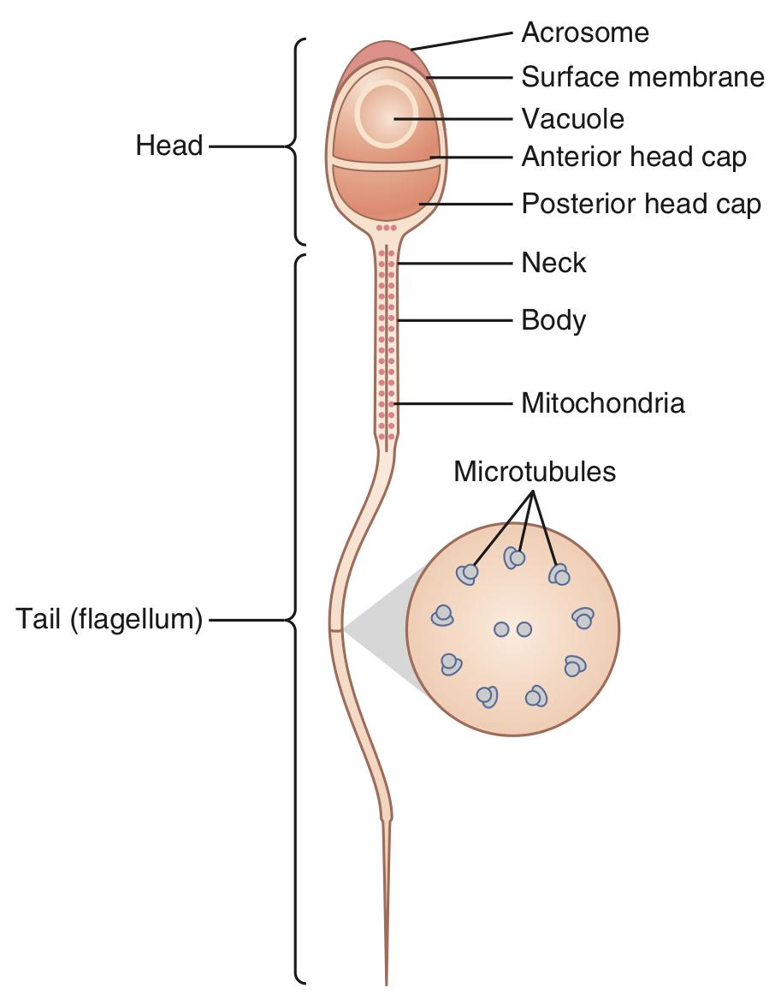 Acrosome
Surface membrane
Vacuole
Head
Anterior head cap
Posterior head cap
Neck
Body
Mitochondria
Microtubules
Tail (flagellum)